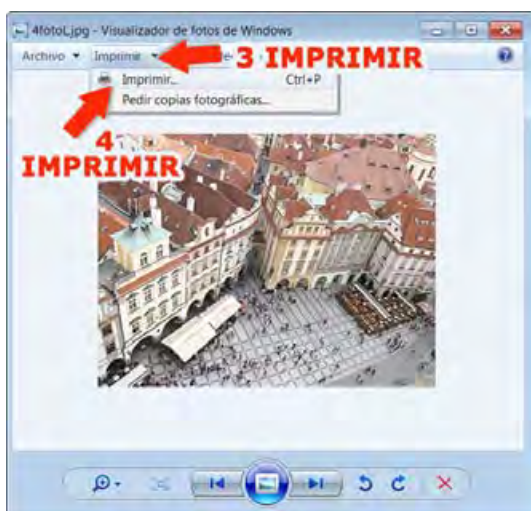 4fotoL.jpg - Visualizador de fotos de Windows
Archivo Imprimir 3 IMPRIMIR
Imprimir... Ctrl+P
Pedir copias fotográficas...
4
IMPRIMIR